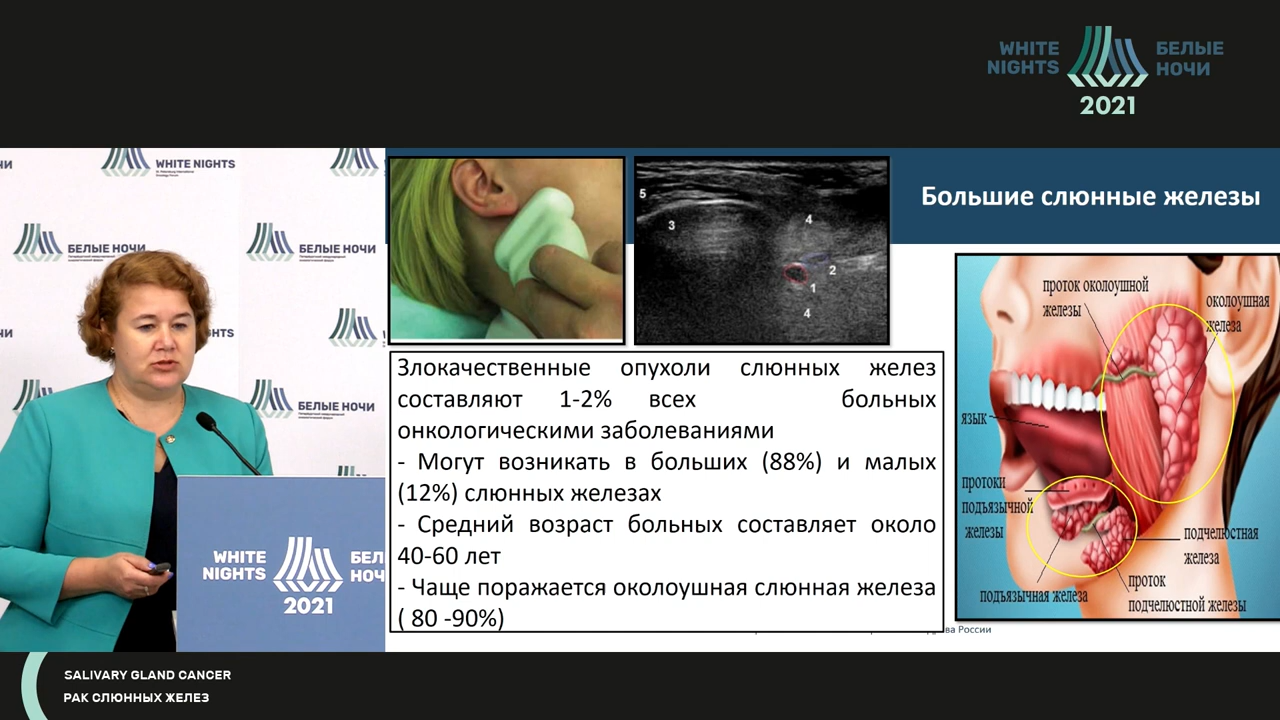 WHITE
NIGHTS
БЕЛЫЕ
НОЧИ
2021
WHITE NIGHTS
БЕЛЫЕ НОЧИ
БЕЛЫЕ НОЧИ
БЕЛЫЕ НОЧИ
WHITE
NIGHTS
2021
5
3
4
2
1
4
Большие слюнные железы
Злокачественные опухоли слюнных желез
составляют 1-2% всех больных
онкологическими заболеваниями
- Могут возникать в больших (88%) и малых
(12%) слюнных железах
- Средний возраст больных составляет около
40-60 лет
- Чаще поражается околоушная слюнная железа
( 80 -90%)
проток околоушной
железы
околоушная
железа
язык
протоки
подъязычной
железы
подчелюстная
железа
подъязычная железа
проток
подчелюстной железы
России
SALIVARY GLAND CANCER
РАК СЛЮННЫХ ЖЕЛЕЗ